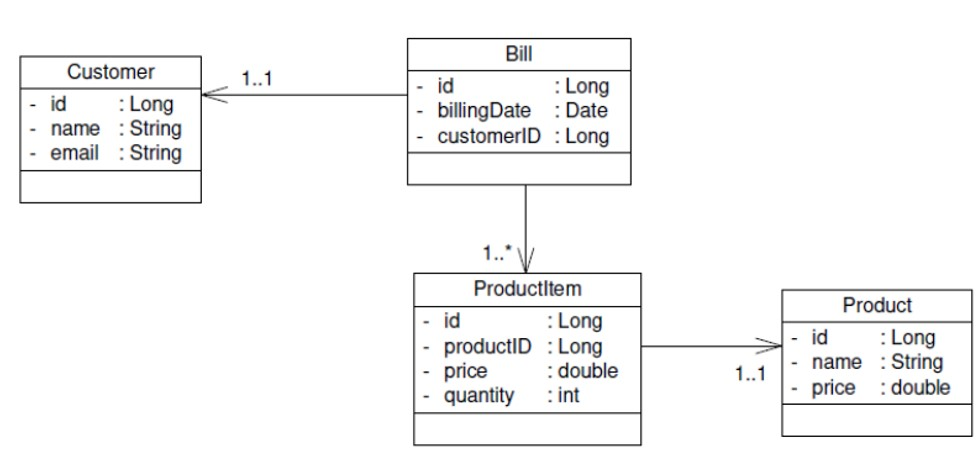 Customer
- id : Long
- name : String
- email : String
1..1
Bill
- id : Long
- billingDate : Date
- customerID : Long
1..*
ProductItem
- id : Long
- productID : Long
- price : double
- quantity : int
1..1
Product
- id : Long
- name : String
- price : double